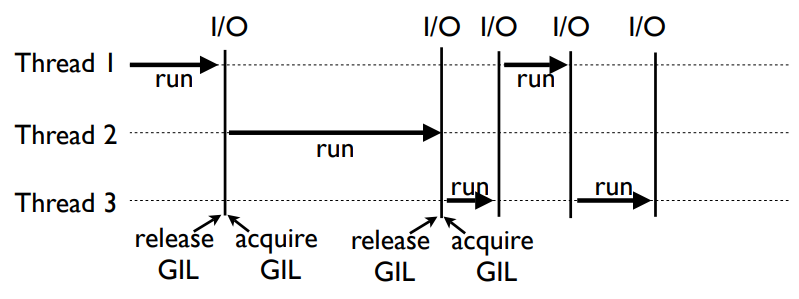 I/O I/O I/O I/O I/O
Thread 1
run run
Thread 2
run
run run
Thread 3
release acquire release acquire
GIL GIL GIL GIL